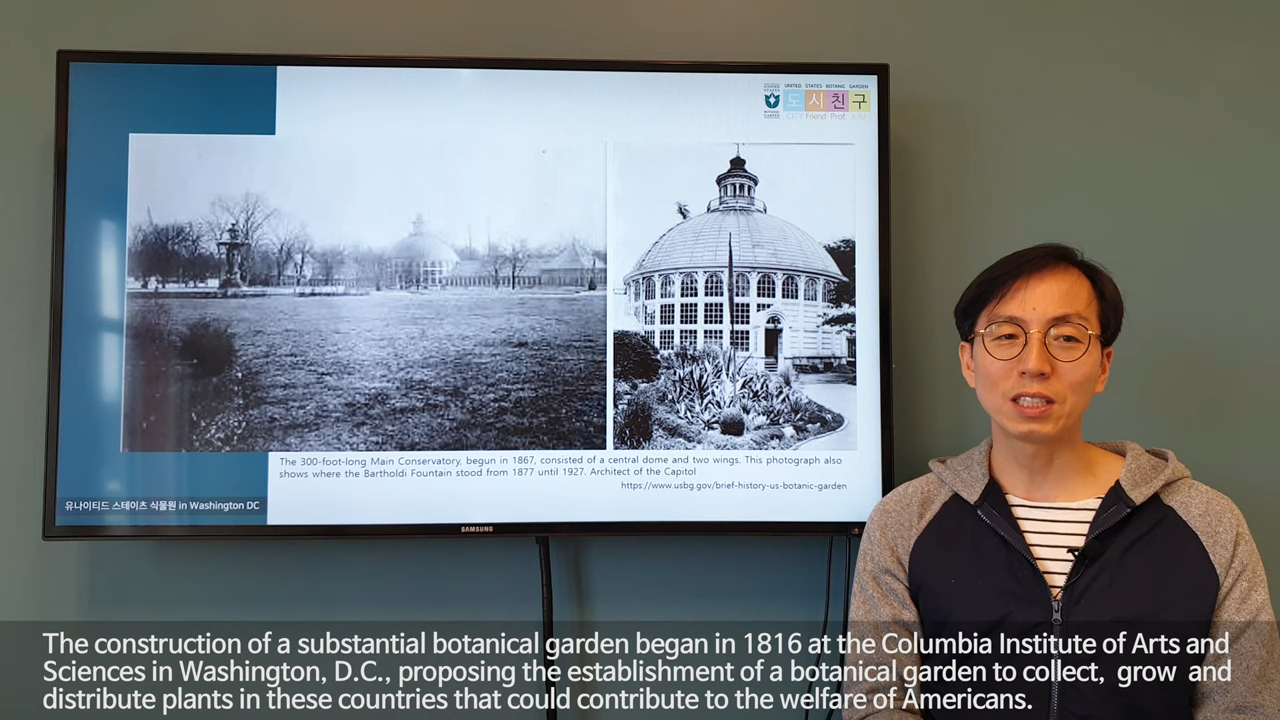 UNITED STATES BOTANIC GARDEN
도시친구
CITY Friend Prof.
The 300-foot-long Main Conservatory, begun in 1867, consisted of a central dome and two wings. This photograph also
shows where the Bartholdi Fountain stood from 1877 until 1927. Architect of the Capitol
https://www.usbg.gov/brief-history-us-botanic-garden
유나이티드 스테이츠 식물원 in Washington DC
SAMSUNG
The construction of a substantial botanical garden began in 1816 at the Columbia Institute of Arts and
Sciences in Washington, D.C., proposing the establishment of a botanical garden to collect, grow and
distribute plants in these countries that could contribute to the welfare of Americans.